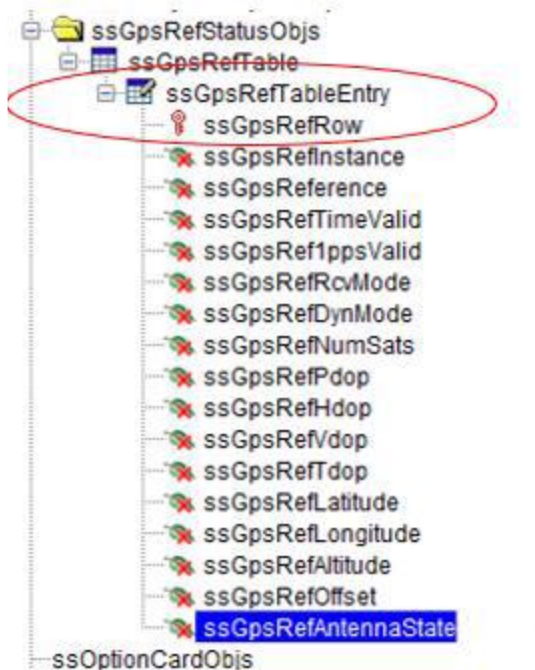 ssGpsRefStatusObjs
ssGpsRefTable
ssGpsRefTableEntry
ssGpsRefRow
ssGpsRefInstance
ssGpsReference
ssGpsRefTimeValid
ssGpsRef1ppsValid
ssGpsRefRcvMode
ssGpsRefDynMode
ssGpsRefNumSats
ssGpsRefPdop
ssGpsRefHdop
ssGpsRefVdop
ssGpsRefTdop
ssGpsRefLatitude
ssGpsRefLongitude
ssGpsRefAltitude
ssGpsRefOffset
ssGpsRefAntennaState
ssOptionCardObjs